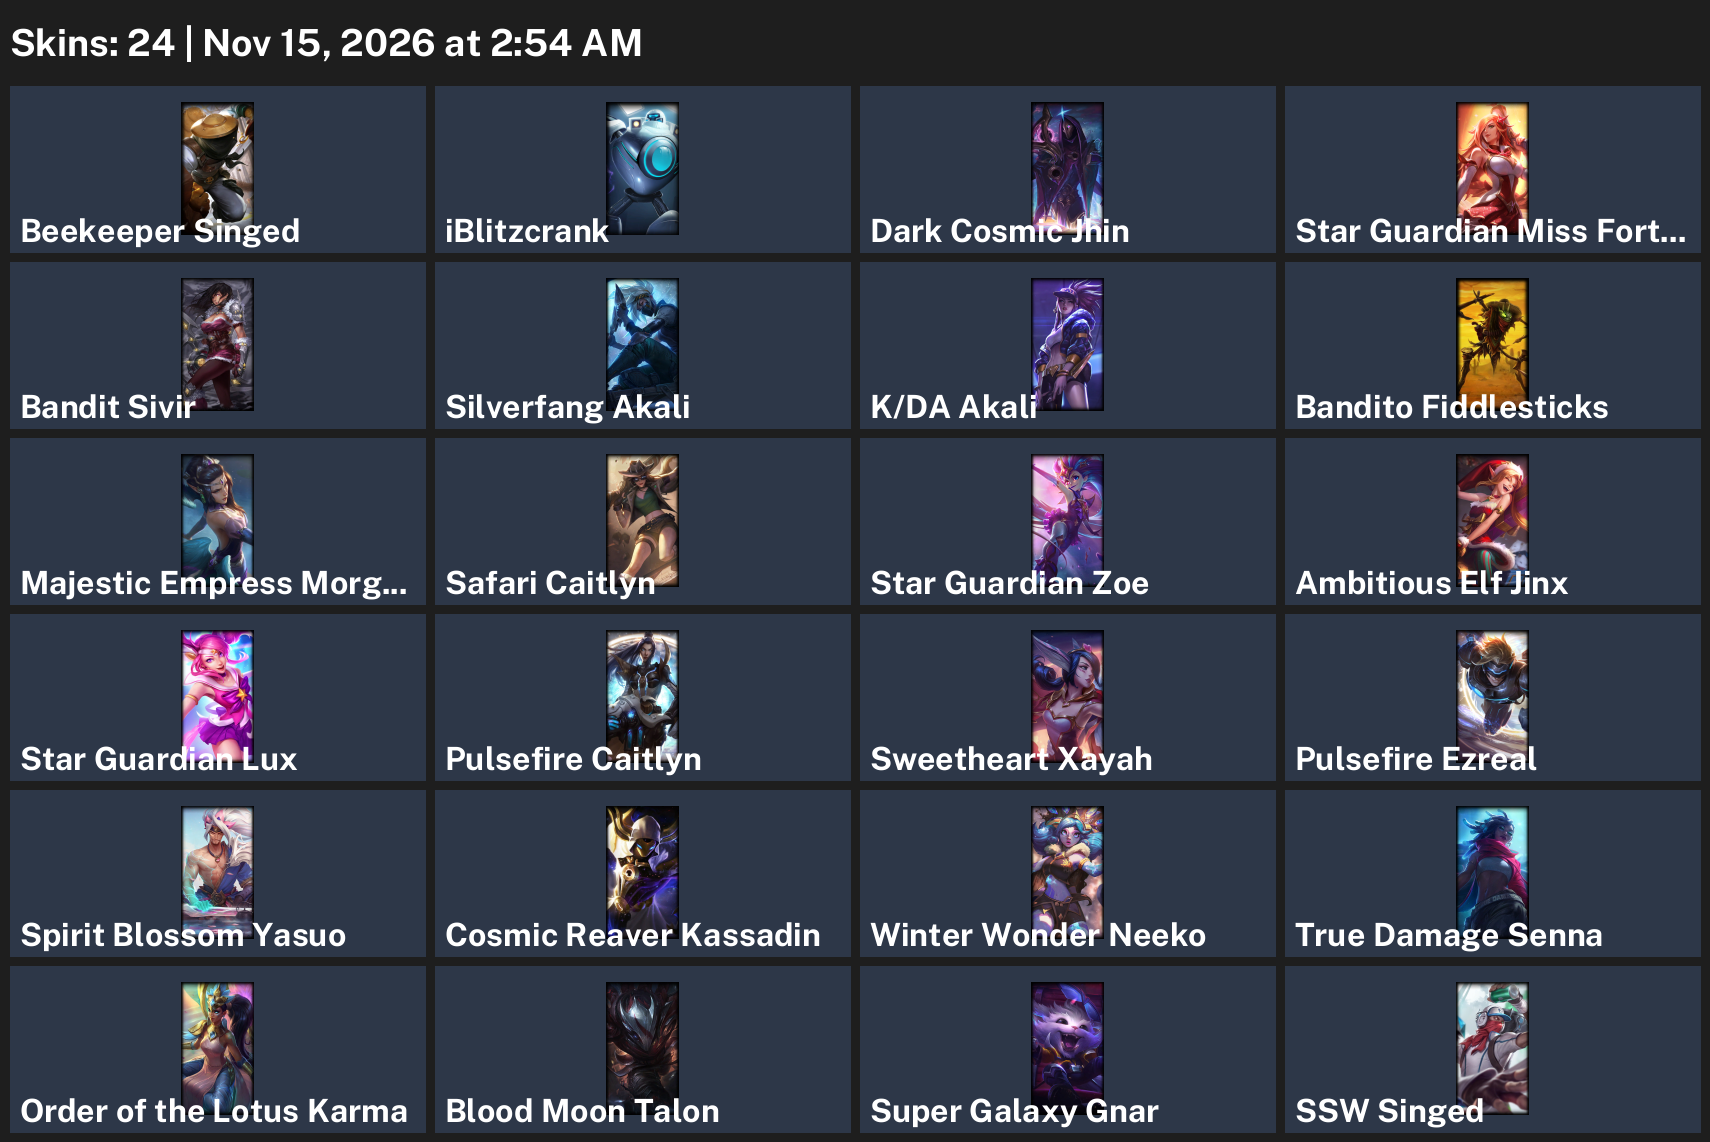 Skins: 24 | Nov 15, 2026 at 2:54 AM
Beekeeper Singed
iBlitzcrank
Dark Cosmic Jhin
Star Guardian Miss Fort...
Bandit Sivir
Silverfang Akali
K/DA Akali
Bandito Fiddlesticks
Majestic Empress Morg...
Safari Caitlyn
Star Guardian Zoe
Ambitious Elf Jinx
Star Guardian Lux
Pulsefire Caitlyn
Sweetheart Xayah
Pulsefire Ezreal
Spirit Blossom Yasuo
Cosmic Reaver Kassadin
Winter Wonder Neeko
True Damage Senna
Order of the Lotus Karma
Blood Moon Talon
Super Galaxy Gnar
SSW Singed